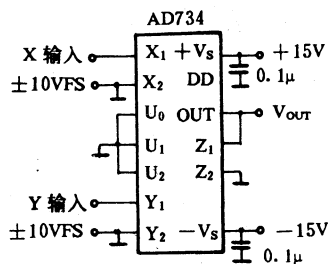 AD734
X 输入
±10VFS
X₁
X₂
U₀
U₁
U₂
Y 输入
±10VFS
Y₁
Y₂
+Vs
DD
OUT
Z₁
Z₂
−Vs
+15V
0.1μ
VOUT
−15V
0.1μ